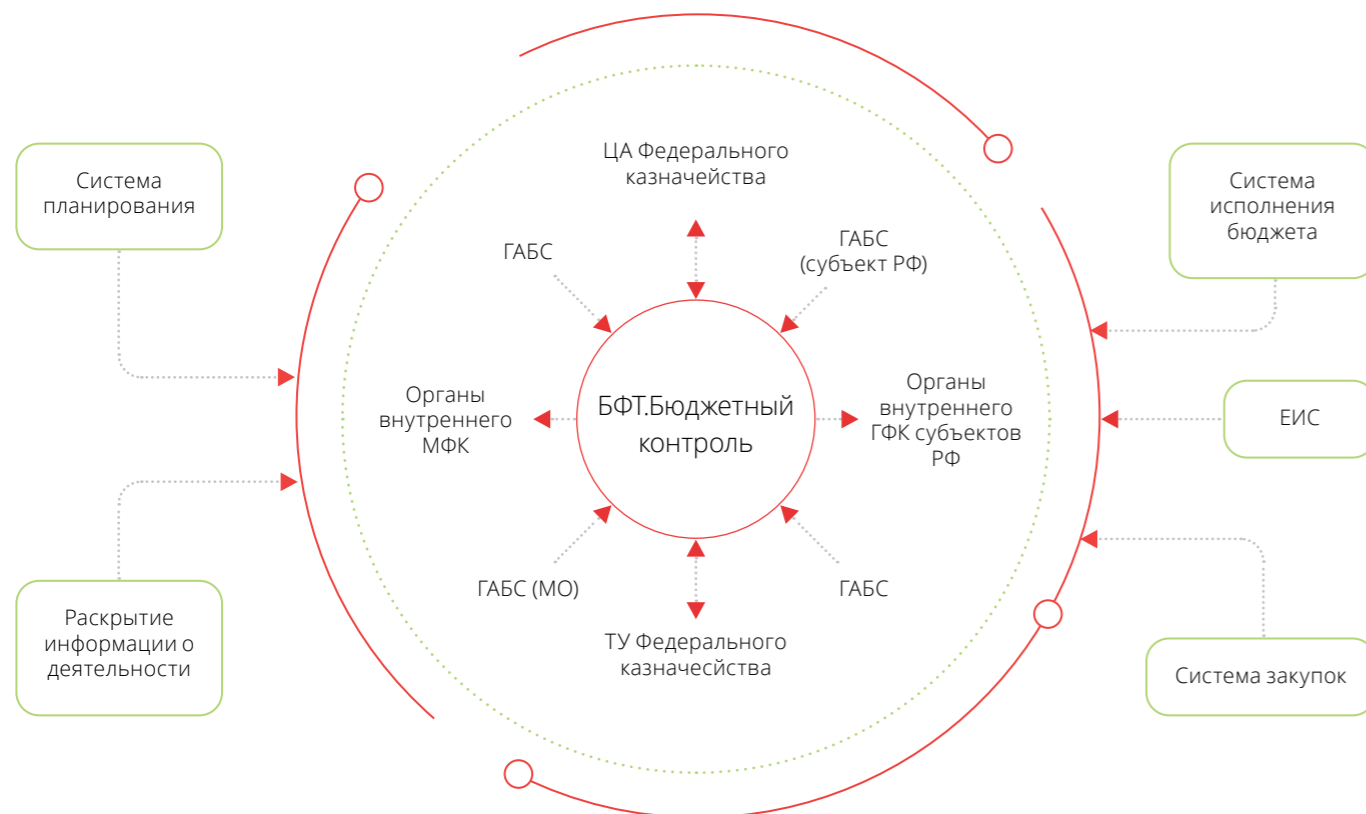 ЦА Федерального
казначейства
Система
планирования
Система
исполнения
бюджета
ГАБС
ГАБС
(субъект РФ)
Органы
внутреннего
МФК
БФТ.Бюджетный
контроль
Органы
внутреннего
ГФК субъектов
РФ
ЕИС
ГАБС (МО)
ГАБС
Раскрытие
информации о
деятельности
ТУ Федерального
казначесйства
Система закупок